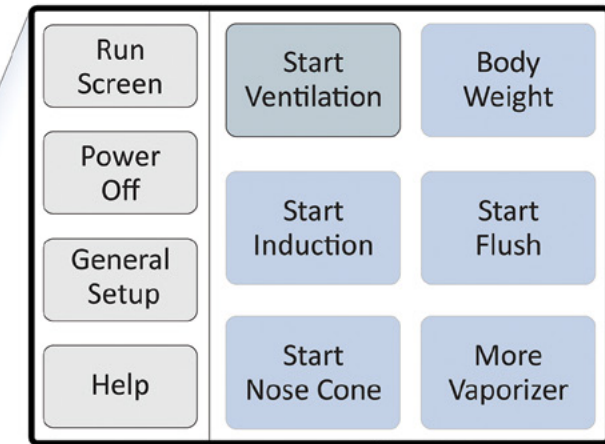 Run
Screen
Power
Off
General
Setup
Help
Start
Ventilation
Body
Weight
Start
Induction
Start
Flush
Start
Nose Cone
More
Vaporizer